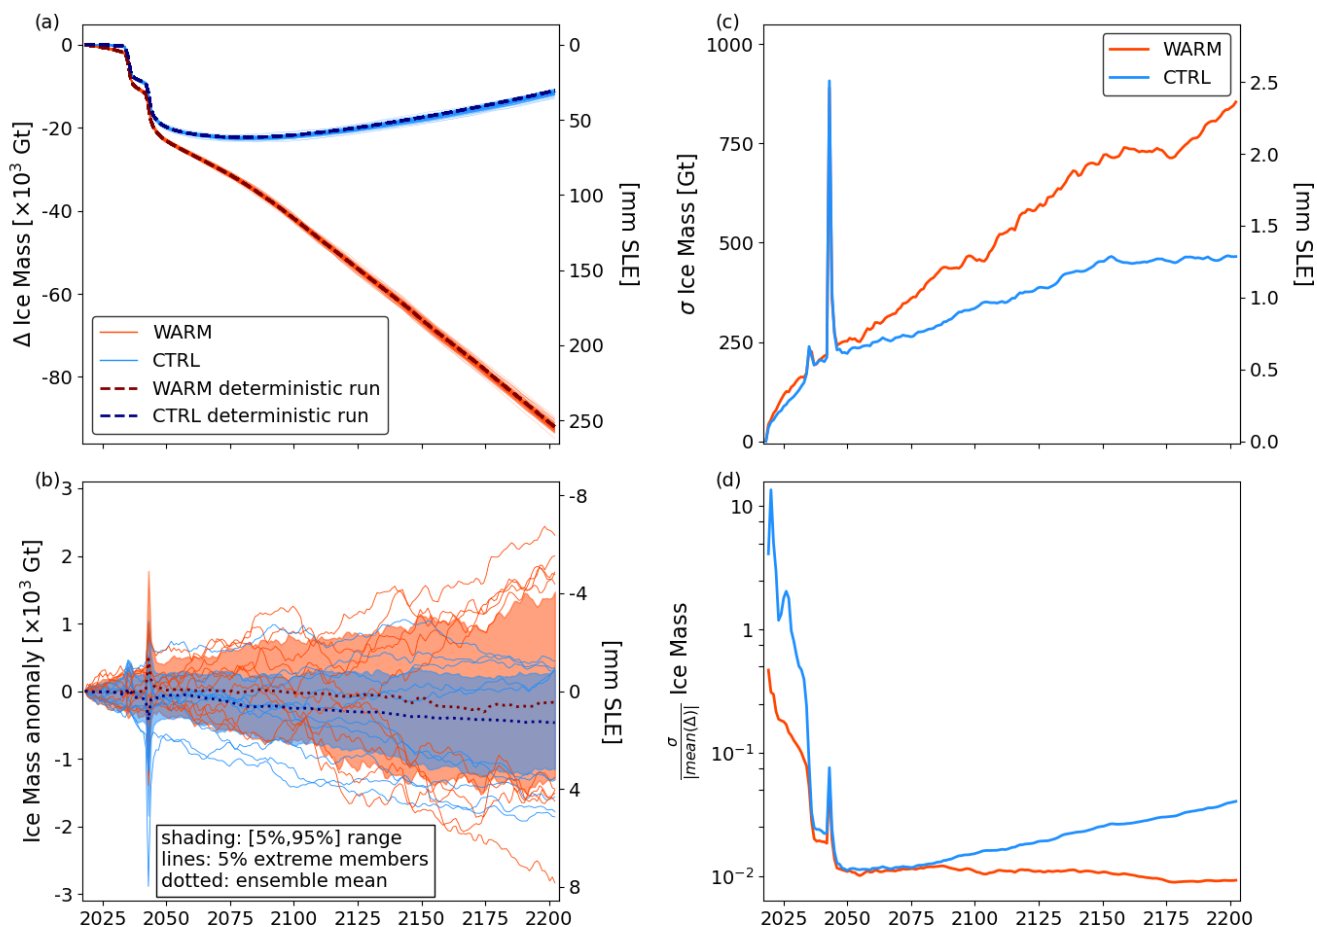 (a)
0
-20
-40
-60
-80
Δ Ice Mass [×10³ Gt]
0
50
100
150
200
250
[mm SLE]
WARM
CTRL
WARM deterministic run
CTRL deterministic run
(c)
1000
750
500
250
0
σ Ice Mass [Gt]
2.5
2.0
1.5
1.0
0.5
0.0
[mm SLE]
WARM
CTRL
(b)
3
2
1
0
-1
-2
-3
Ice Mass anomaly [×10³ Gt]
-8
-4
0
4
8
[mm SLE]
shading: [5%,95%] range
lines: 5% extreme members
dotted: ensemble mean
2025 2050 2075 2100 2125 2150 2175 2200
(d)
10
1
10⁻¹
10⁻²
σ
|mean(Δ)|
Ice Mass
2025 2050 2075 2100 2125 2150 2175 2200